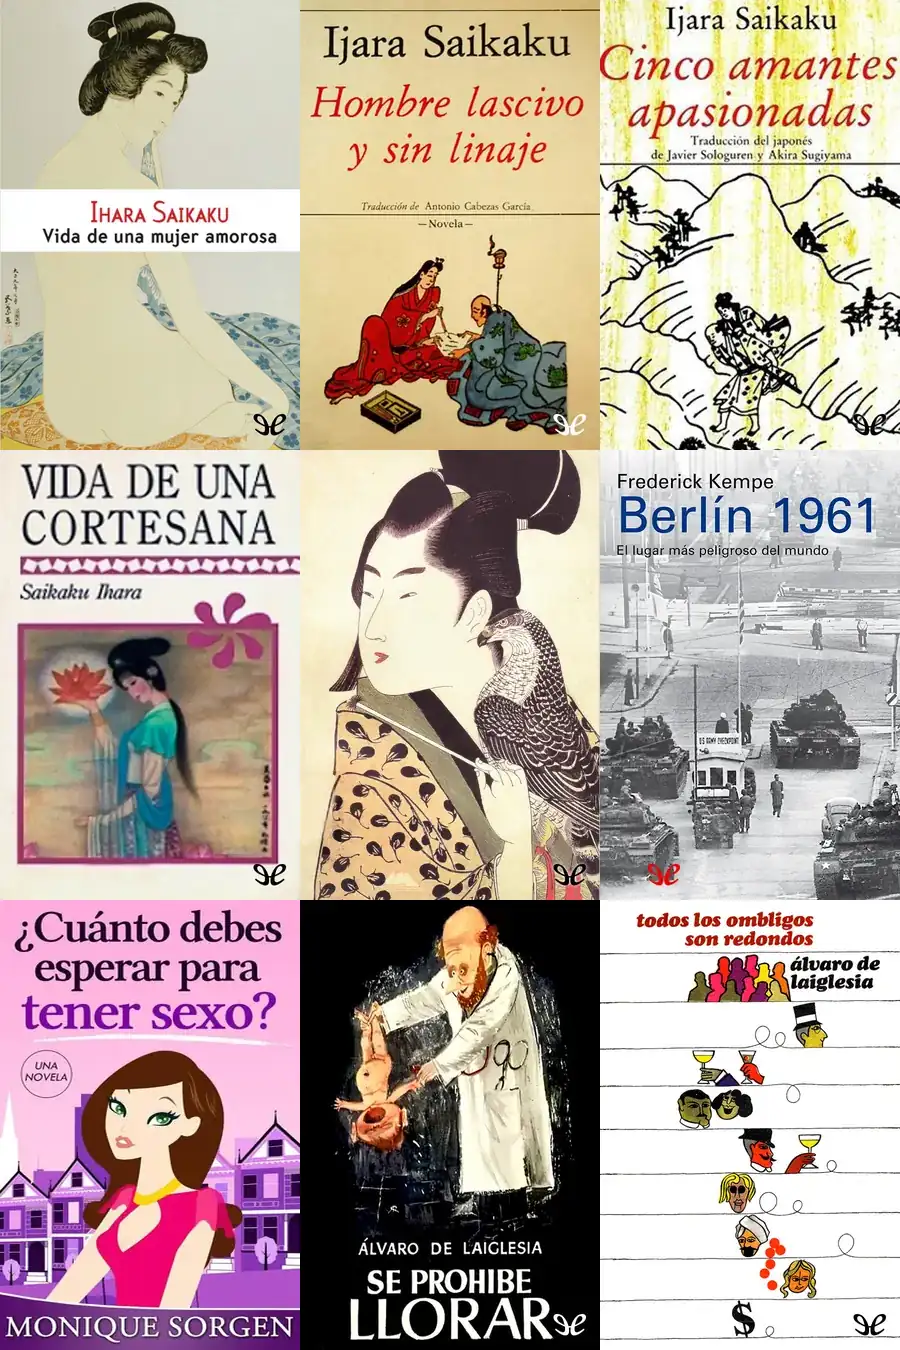 IHARA SAIKAKU
Vida de una mujer amorosa
Ijara Saikaku
Hombre lascivo
y sin linaje
Traducción de Antonio Cabezas García
—Novela—
Ijara Saikaku
Cinco amantes
apasionadas
Traducción del japonés
de Javier Sologuren y Akira Sugiyama
VIDA DE UNA
CORTESANA
Saikaku Ihara
Frederick Kempe
Berlín 1961
El lugar más peligroso del mundo
US ARMY CHECKPOINT
¿Cuánto debes
esperar para
tener sexo?
UNA
NOVELA
MONIQUE SORGEN
ÁLVARO DE LAIGLESIA
SE PROHIBE
LLORAR
todos los ombligos
son redondos
álvaro de
laiglesia
$